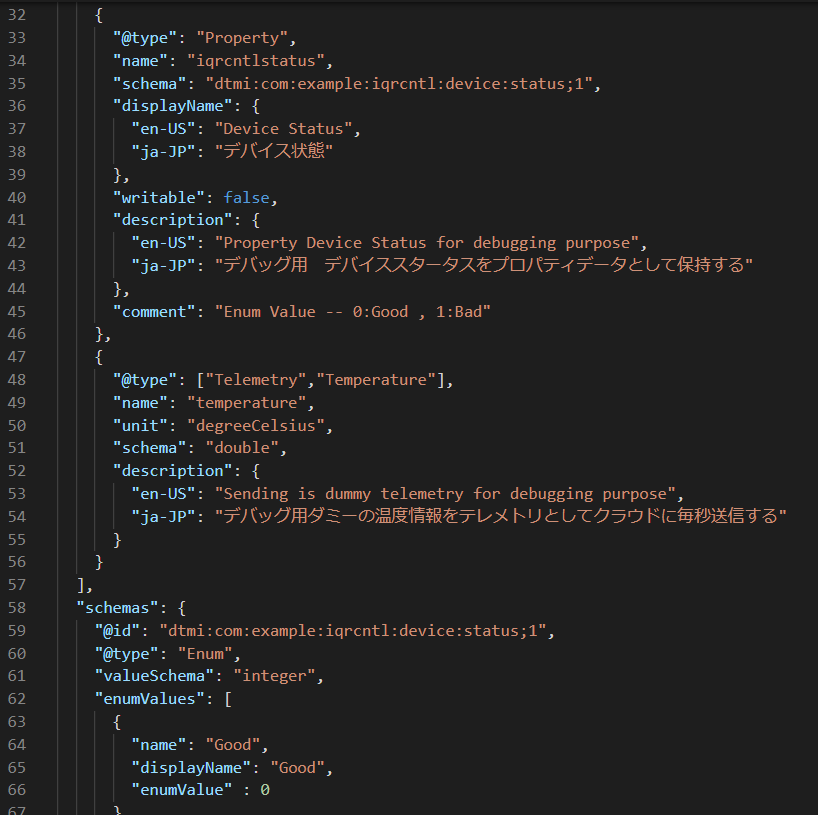 32 {
33 "@type": "Property",
34 "name": "iqrcntlstatus",
35 "schema": "dtmi:com:example:iqrcntl:device:status;1",
36 "displayName": {
37 "en-US": "Device Status",
38 "ja-JP": "デバイス状態"
39 },
40 "writable": false,
41 "description": {
42 "en-US": "Property Device Status for debugging purpose",
43 "ja-JP": "デバッグ用　デバイススタータスをプロパティデータとして保持する"
44 },
45 "comment": "Enum Value -- 0:Good , 1:Bad"
46 },
47 {
48 "@type": ["Telemetry","Temperature"],
49 "name": "temperature",
50 "unit": "degreeCelsius",
51 "schema": "double",
52 "description": {
53 "en-US": "Sending is dummy telemetry for debugging purpose",
54 "ja-JP": "デバッグ用ダミーの温度情報をテレメトリとしてクラウドに毎秒送信する"
55 }
56 }
57 ],
58 "schemas": {
59 "@id": "dtmi:com:example:iqrcntl:device:status;1",
60 "@type": "Enum",
61 "valueSchema": "integer",
62 "enumValues": [
63 {
64 "name": "Good",
65 "displayName": "Good",
66 "enumValue" : 0
67 }